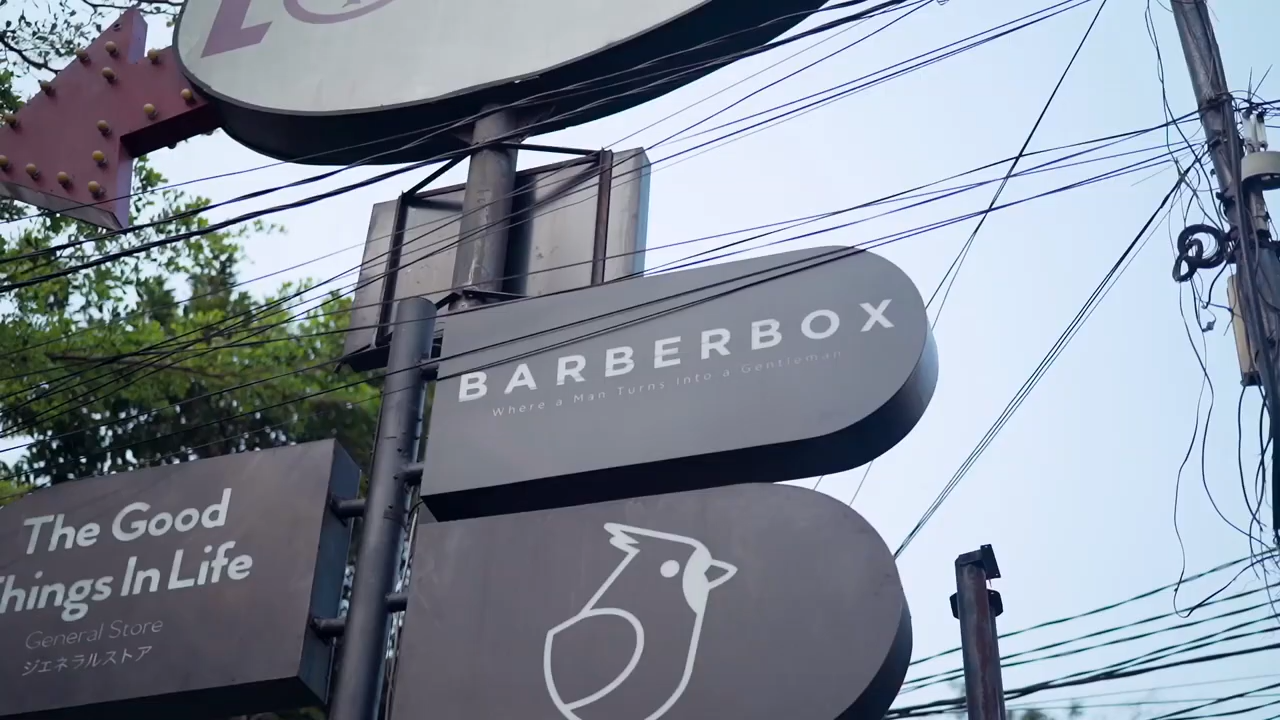 BARBERBOX
Where a Man Turns Into a Gentleman
The Good
Things In Life
General Store
ジェネラルストア